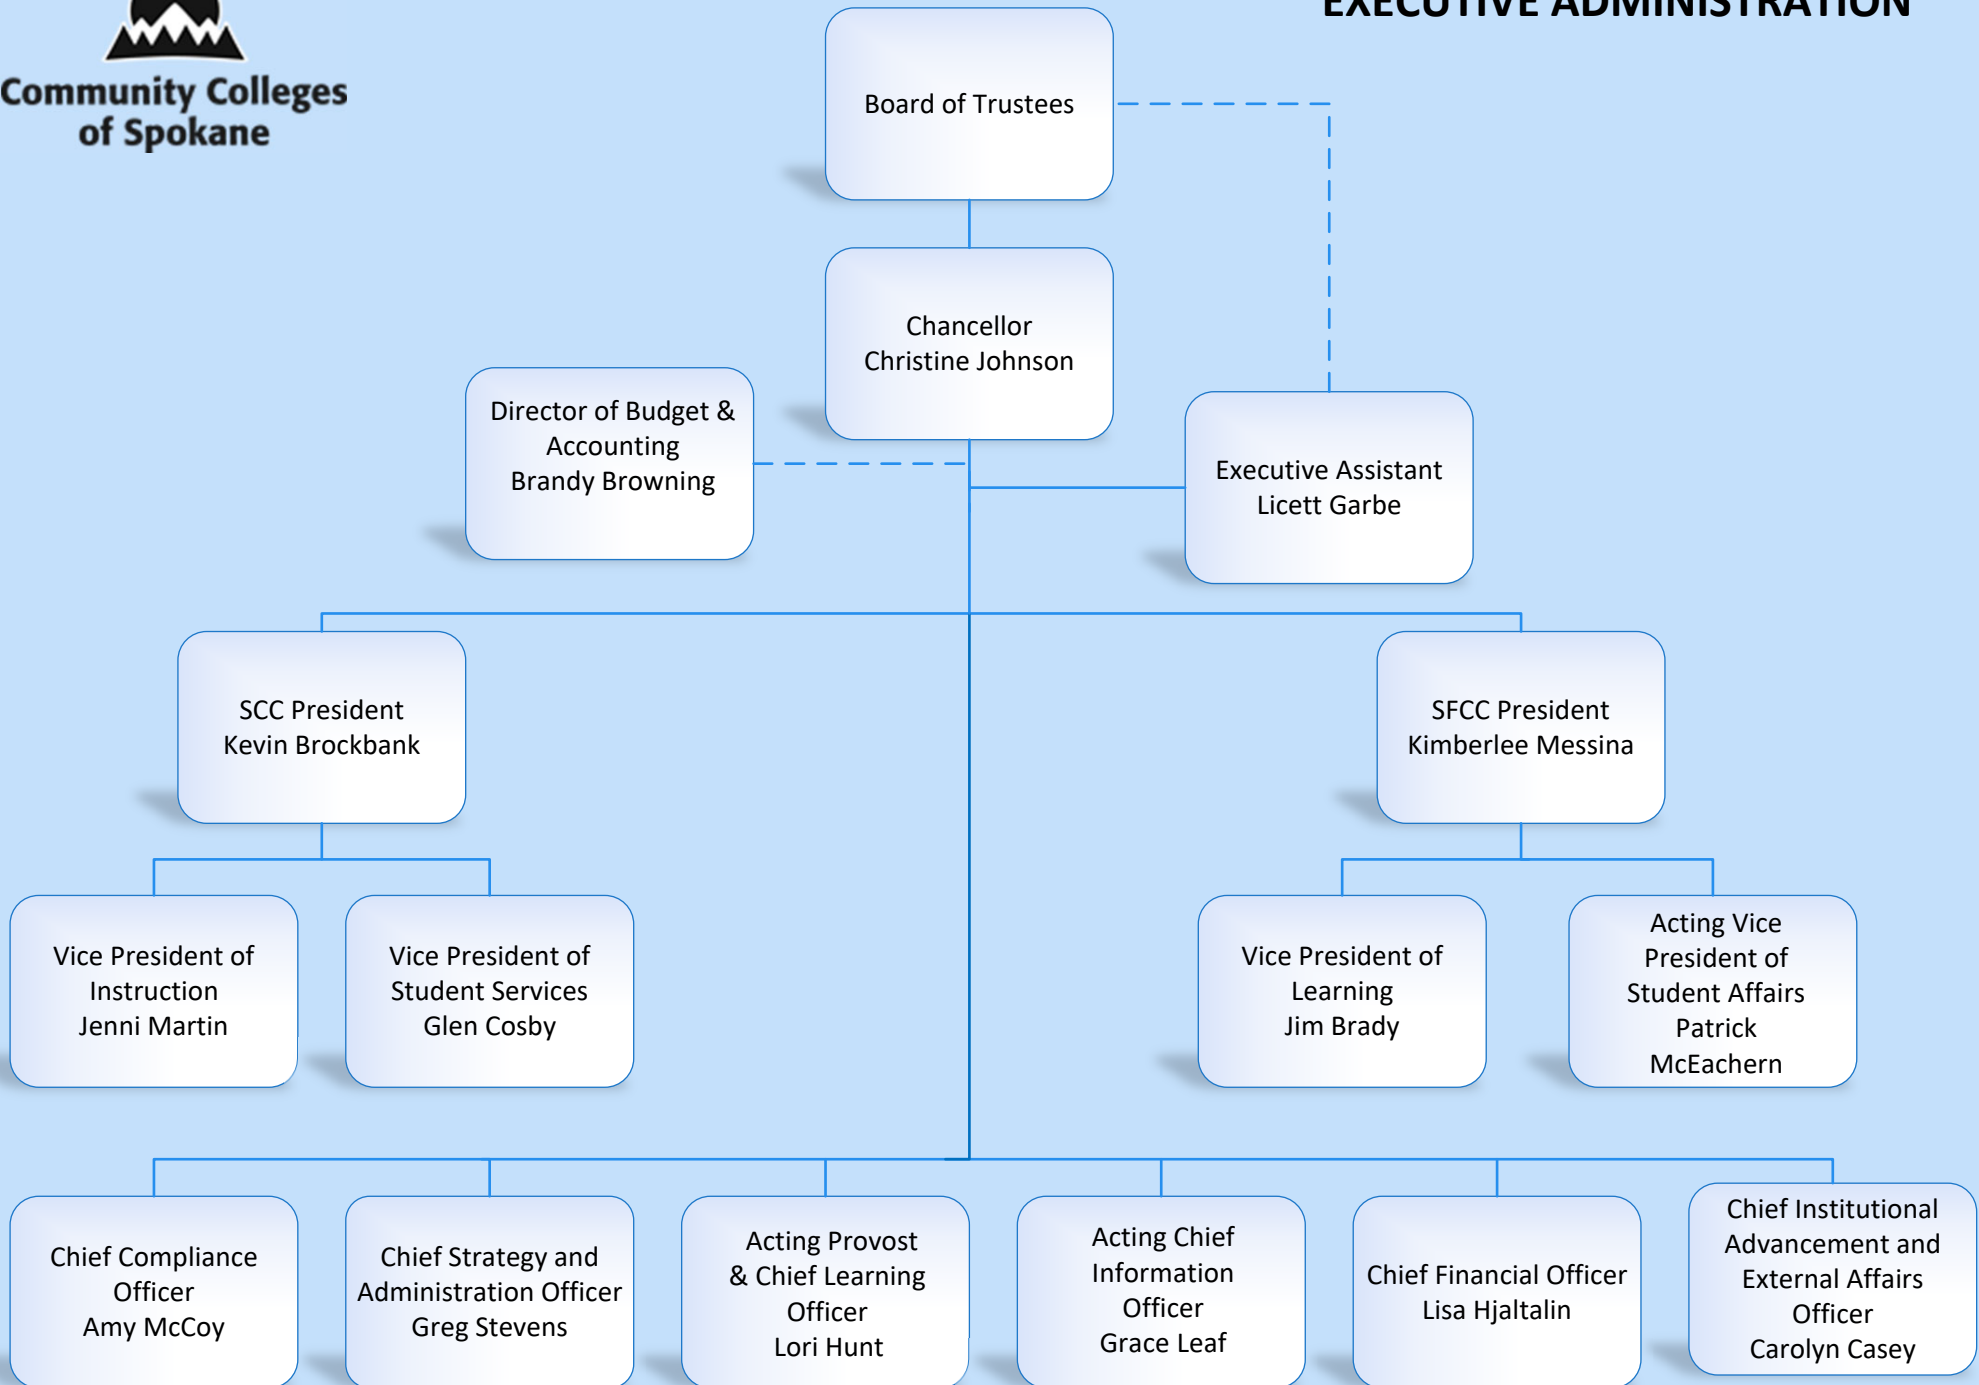 EXECUTIVE ADMINISTRATION
Community Colleges
of Spokane
Board of Trustees
Chancellor
Christine Johnson
Director of Budget &
Accounting
Brandy Browning
Executive Assistant
Licett Garbe
SCC President
Kevin Brockbank
SFCC President
Kimberlee Messina
Vice President of
Instruction
Jenni Martin
Vice President of
Student Services
Glen Cosby
Vice President of
Learning
Jim Brady
Acting Vice
President of
Student Affairs
Patrick
McEachern
Chief Compliance
Officer
Amy McCoy
Chief Strategy and
Administration Officer
Greg Stevens
Acting Provost
& Chief Learning
Officer
Lori Hunt
Acting Chief
Information
Officer
Grace Leaf
Chief Financial Officer
Lisa Hjaltalin
Chief Institutional
Advancement and
External Affairs
Officer
Carolyn Casey